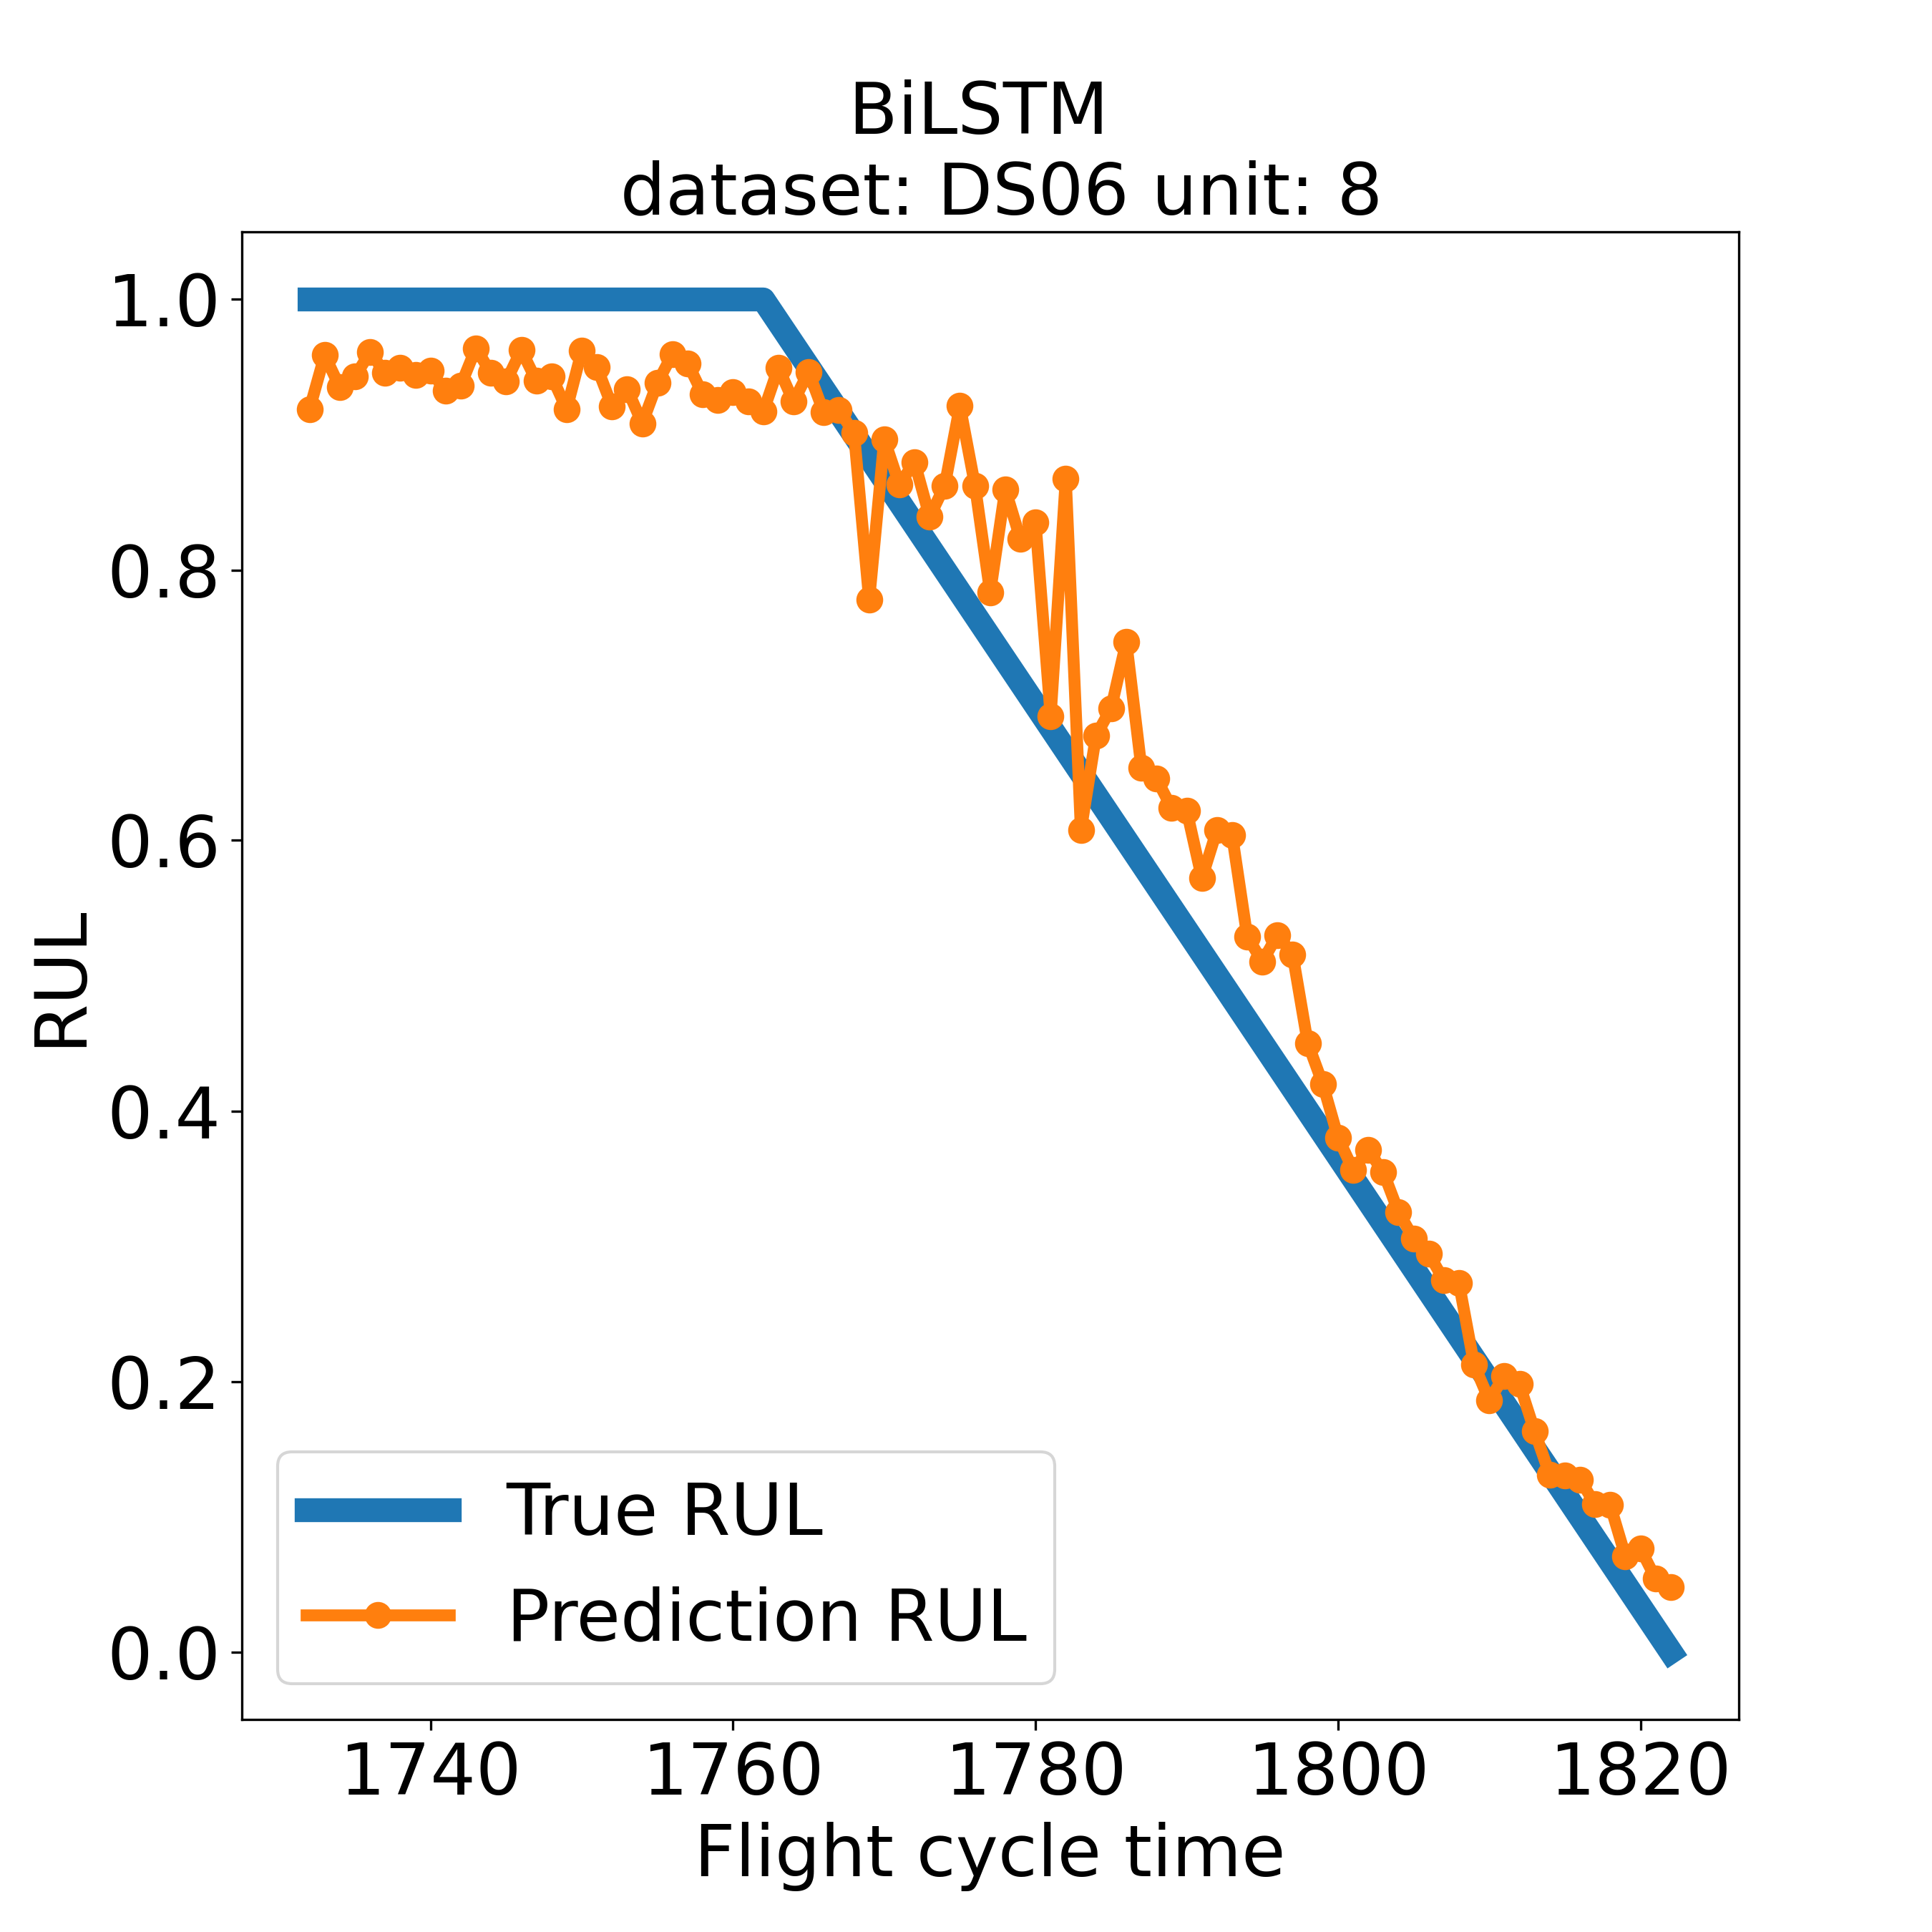 BiLSTM
dataset: DS06 unit: 8
1.0
0.8
0.6
0.4
0.2
0.0
RUL
True RUL
Prediction RUL
1740 1760 1780 1800 1820
Flight cycle time